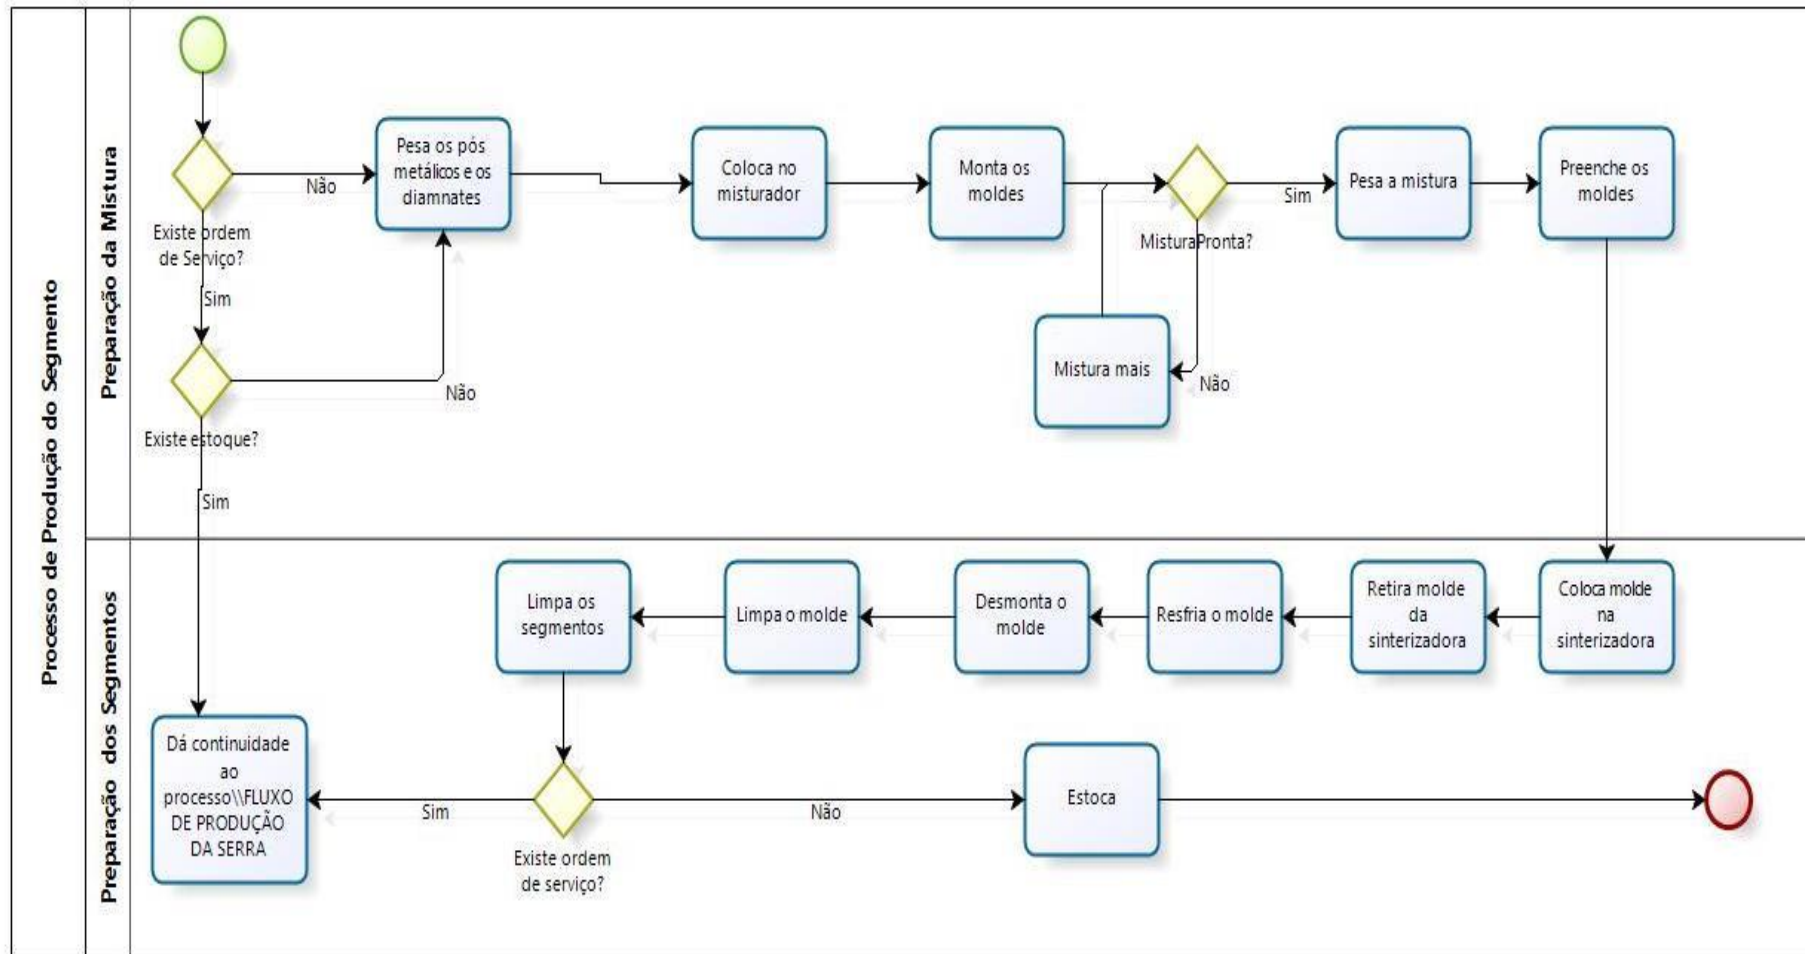 Processo de Produção do Segmento
Preparação da Mistura
Pesa os pós
metálicos e os
diamnates
Não
Existe ordem
de Serviço?
Sim
Não
Existe estoque?
Sim
Coloca no
misturador
Monta os
moldes
MisturaPronta?
Sim
Não
Mistura mais
Pesa a mistura
Preenche os
moldes
Preparação dos Segmentos
Coloca molde
na
sinterizadora
Retira molde
da
sinterizadora
Resfria o molde
Desmonta o
molde
Limpa o molde
Limpa os
segmentos
Existe ordem
de serviço?
Sim
Dá continuidade
ao
processo\\FLUXO
DE PRODUÇÃO
DA SERRA
Não
Estoca